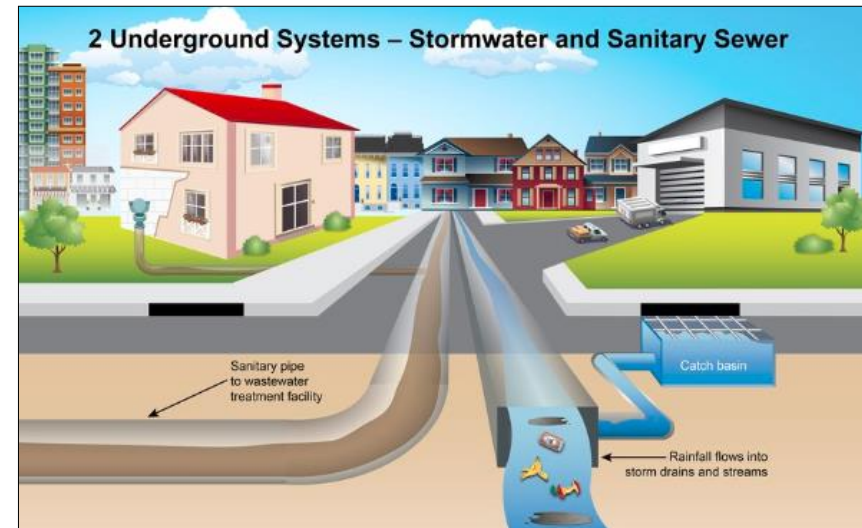 2 Underground Systems – Stormwater and Sanitary Sewer
Sanitary pipe
to wastewater
treatment facility
Catch basin
Rainfall flows into
storm drains and streams